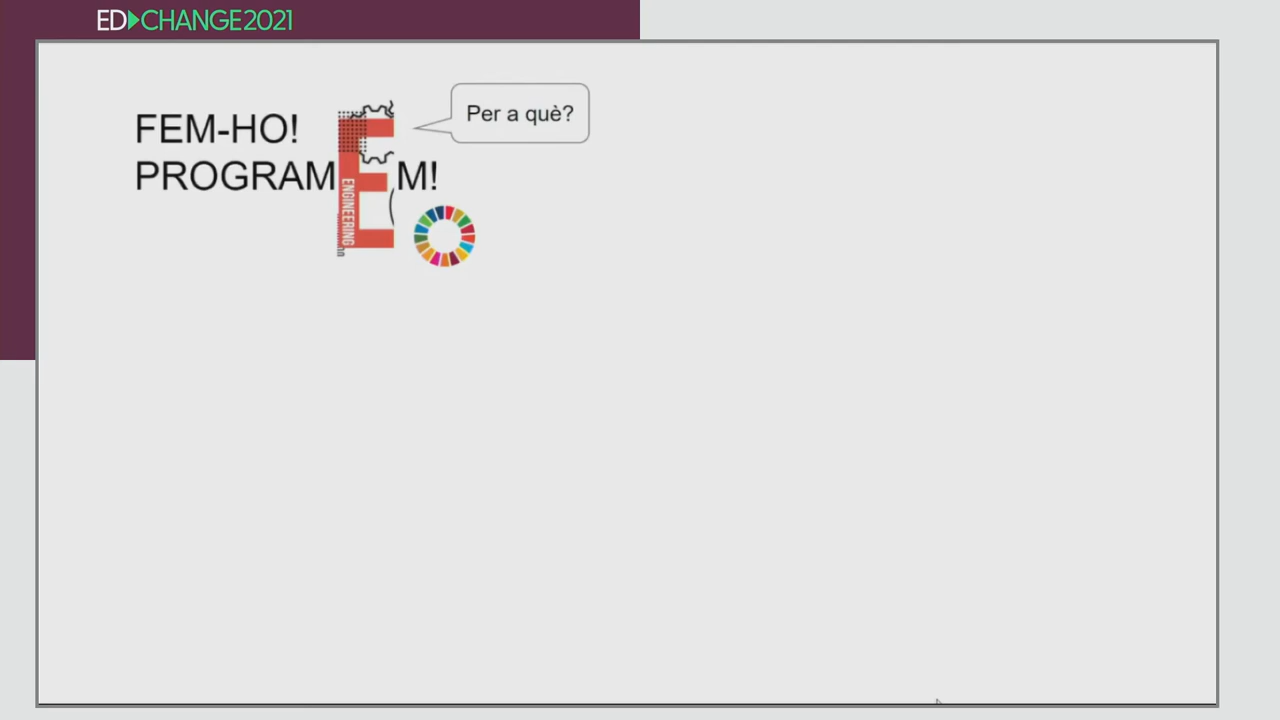 ED▶CHANGE2021
Per a què?
FEM-HO!
PROGRAMEM!
ENGINEERING